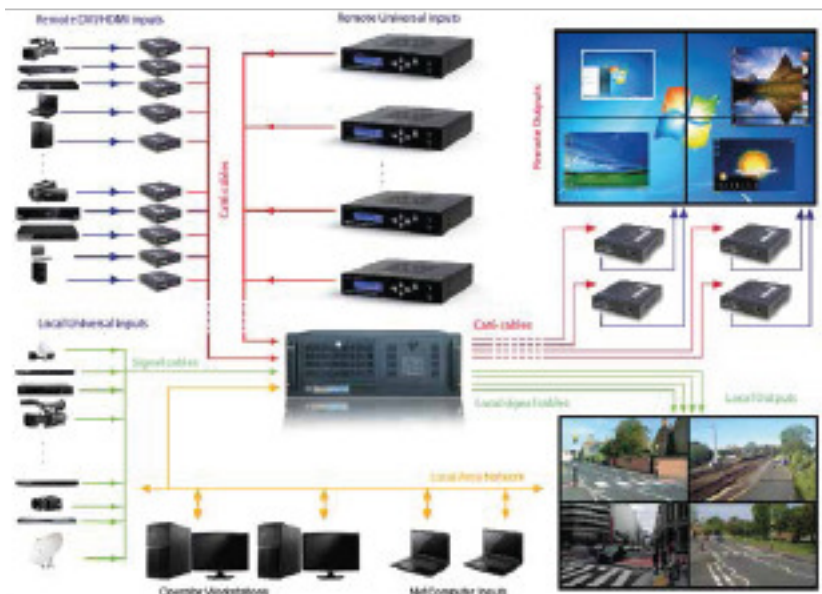 Remote DVI/HDMI inputs
Remote Universal inputs
Remote Outputs
Cat6-cables
Local Universal Inputs
Signal cables
Cat6-cables
Local signal cables
Local Outputs
Local Area Network
Operator Workstations
Net Computer Inputs